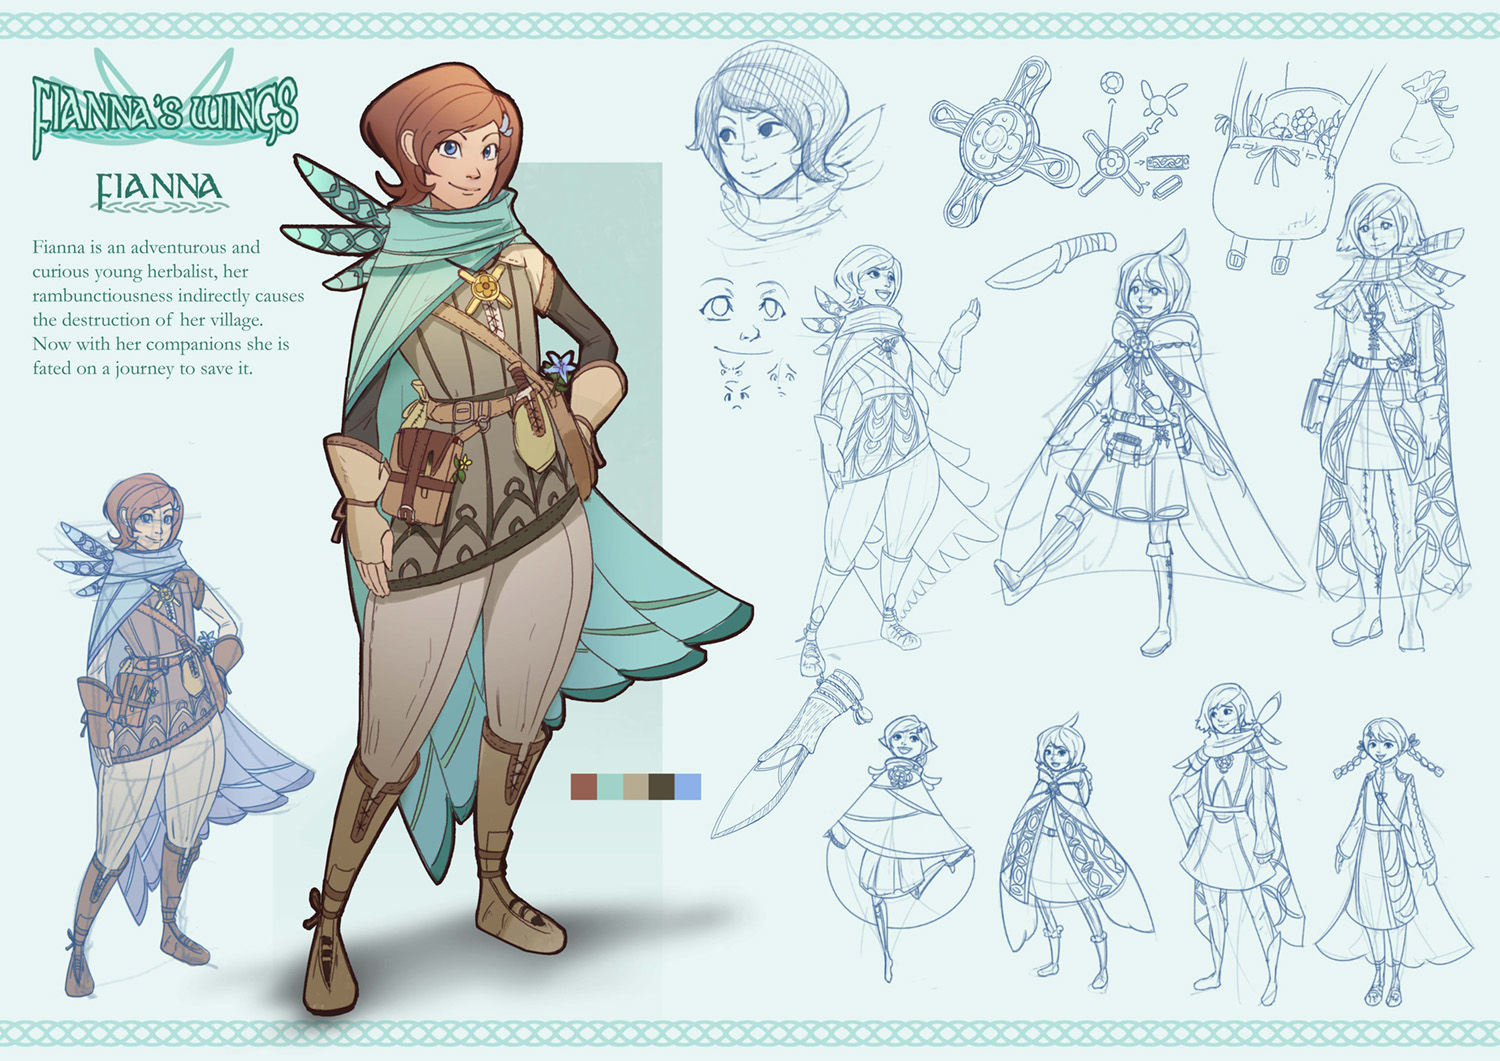 FIANNA'S WINGS
FIANNA
Fianna is an adventurous and
curious young herbalist, her
rambunctiousness indirectly causes
the destruction of her village.
Now with her companions she is
fated on a journey to save it.